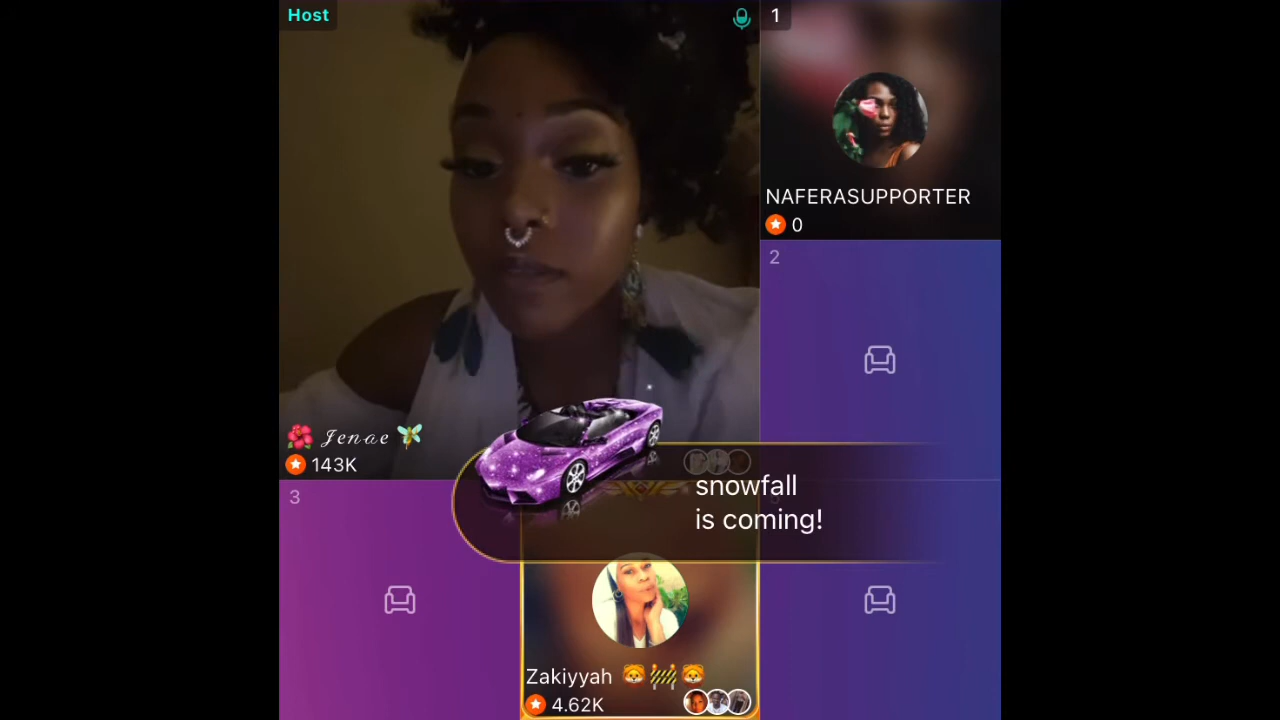 Host
1
NAFERASUPPORTER
0
2
🌺 𝒥𝑒𝓃𝒶𝑒 🧚
143K
3
snowfall
is coming!
Zakiyyah 🦁🚧🦁
4.62K